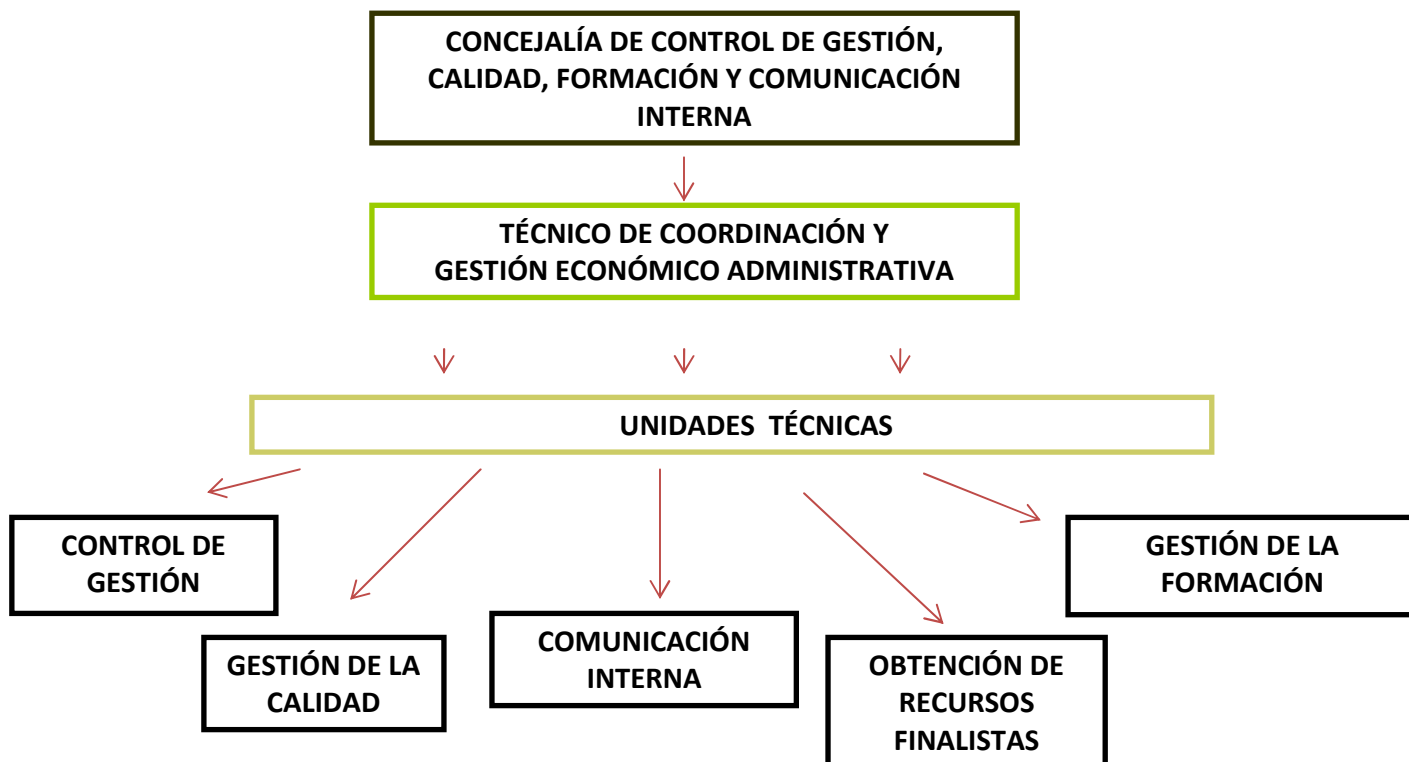 CONCEJALÍA DE CONTROL DE GESTIÓN,
CALIDAD, FORMACIÓN Y COMUNICACIÓN
INTERNA
TÉCNICO DE COORDINACIÓN Y
GESTIÓN ECONÓMICO ADMINISTRATIVA
UNIDADES TÉCNICAS
CONTROL DE
GESTIÓN
GESTIÓN DE LA
CALIDAD
COMUNICACIÓN
INTERNA
OBTENCIÓN DE
RECURSOS
FINALISTAS
GESTIÓN DE LA
FORMACIÓN